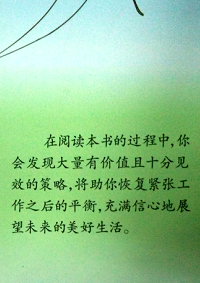 在阅读本书的过程中,你
会发现大量有价值且十分见
效的策略,将助你恢复紧张工
作之后的平衡,充满信心地展
望未来的美好生活。